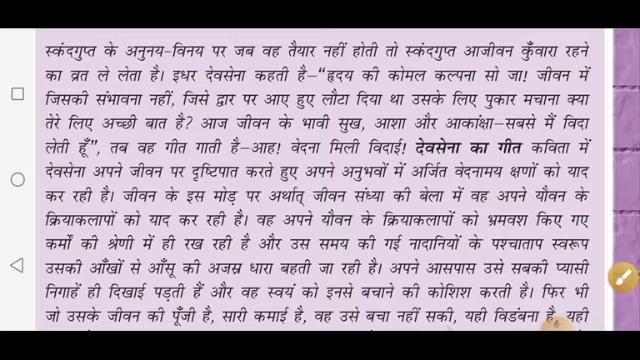 स्कंदगुप्त के अनुनय-विनय पर जब वह तैयार नहीं होती तो स्कंदगुप्त आजीवन कुँवारा रहने
का व्रत ले लेता है। इधर देवसेना कहती है–“हृदय की कोमल कल्पना सो जा! जीवन में
जिसकी संभावना नहीं, जिसे द्वार पर आए हुए लौटा दिया था उसके लिए पुकार मचाना क्या
तेरे लिए अच्छी बात है? आज जीवन के भावी सुख, आशा और आकांक्षा–सबसे मैं विदा
लेती हूँ”, तब वह गीत गाती है–आह! वेदना मिली विदाई! देवसेना का गीत कविता में
देवसेना अपने जीवन पर दृष्टिपात करते हुए अपने अनुभवों में अर्जित वेदनामय क्षणों को याद
कर रही है। जीवन के इस मोड़ पर अर्थात् जीवन संध्या की बेला में वह अपने यौवन के
क्रियाकलापों को याद कर रही है। वह अपने यौवन के क्रियाकलापों को भ्रमवश किए गए
कर्मों की श्रेणी में ही रख रही है और उस समय की गई नादानियों के पश्चाताप स्वरूप
उसकी आँखों से आँसू की अजस्र धारा बहती जा रही है। अपने आसपास उसे सबकी प्यासी
निगाहें ही दिखाई पड़ती हैं और वह स्वयं को इनसे बचाने की कोशिश करती है। फिर भी
जो उसके जीवन की पूँजी है, सारी कमाई है, वह उसे बचा नहीं सकी, यही विडंबना है, यही